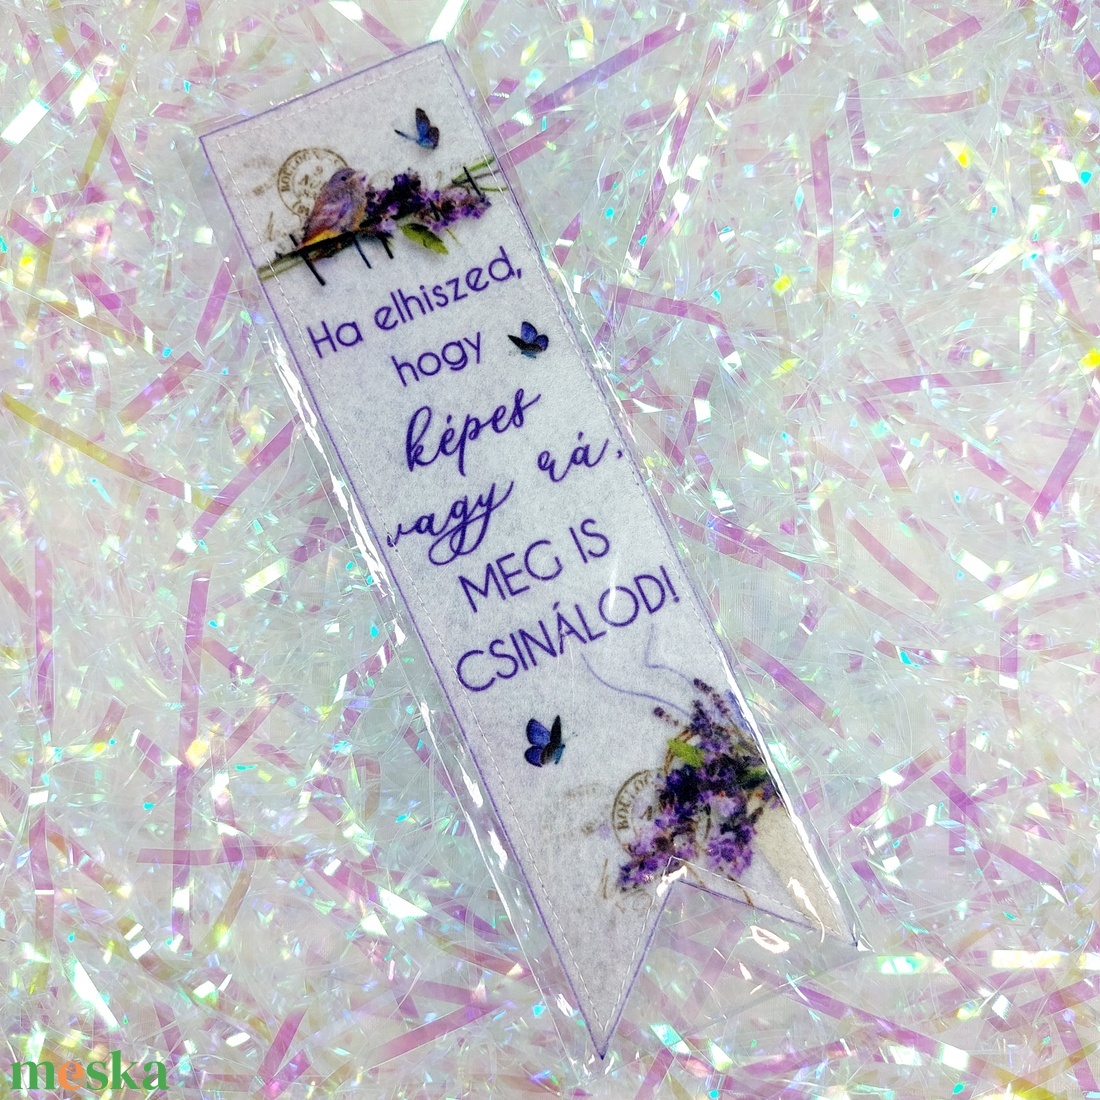 Ha elhiszed,
hogy
képes
vagy rá,
MEG IS
CSINÁLOD!
meska